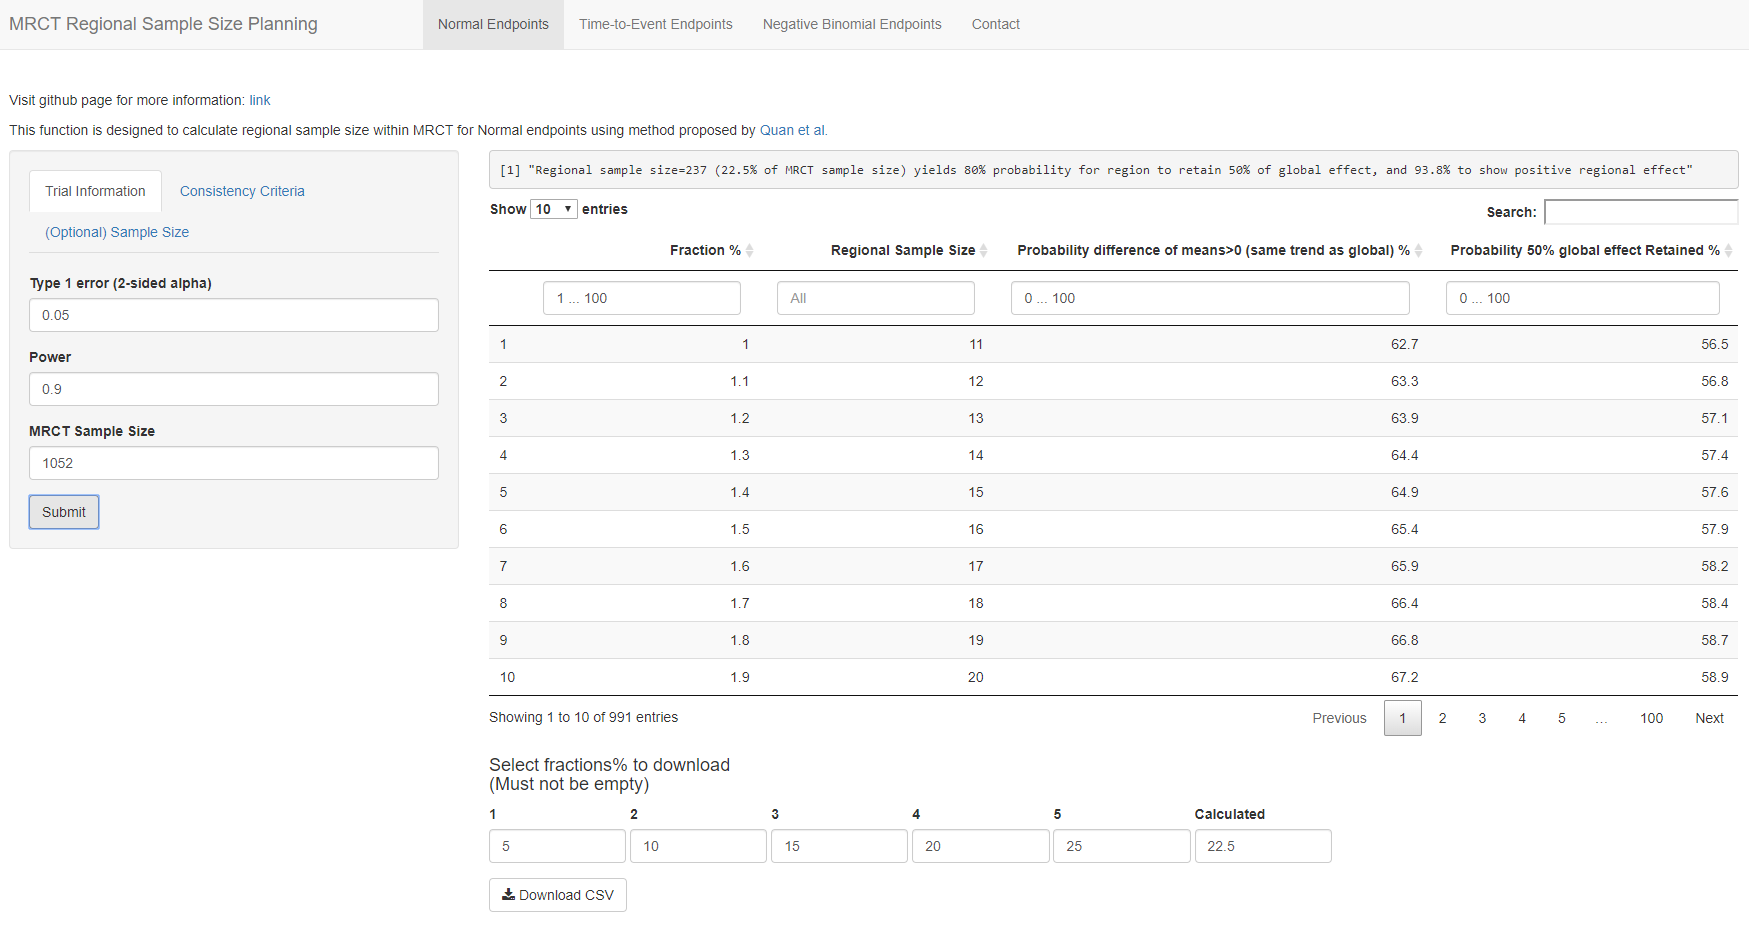 MRCT Regional Sample Size Planning Normal Endpoints Time-to-Event Endpoints Negative Binomial Endpoints Contact
Visit github page for more information: link
This function is designed to calculate regional sample size within MRCT for Normal endpoints using method proposed by Quan et al.
Trial Information Consistency Criteria
(Optional) Sample Size
Type 1 error (2-sided alpha)
0.05
Power
0.9
MRCT Sample Size
1052
Submit
[1] "Regional sample size=237 (22.5% of MRCT sample size) yields 80% probability for region to retain 50% of global effect, and 93.8% to show positive regional effect"
Show 10 entries Search:
Fraction % Regional Sample Size Probability difference of means>0 (same trend as global) % Probability 50% global effect Retained %
1 ... 100 All 0 ... 100 0 ... 100
1 1 11 62.7 56.5
2 1.1 12 63.3 56.8
3 1.2 13 63.9 57.1
4 1.3 14 64.4 57.4
5 1.4 15 64.9 57.6
6 1.5 16 65.4 57.9
7 1.6 17 65.9 58.2
8 1.7 18 66.4 58.4
9 1.8 19 66.8 58.7
10 1.9 20 67.2 58.9
Showing 1 to 10 of 991 entries Previous 1 2 3 4 5 ... 100 Next
Select fractions% to download
(Must not be empty)
1 2 3 4 5 Calculated
5 10 15 20 25 22.5
Download CSV